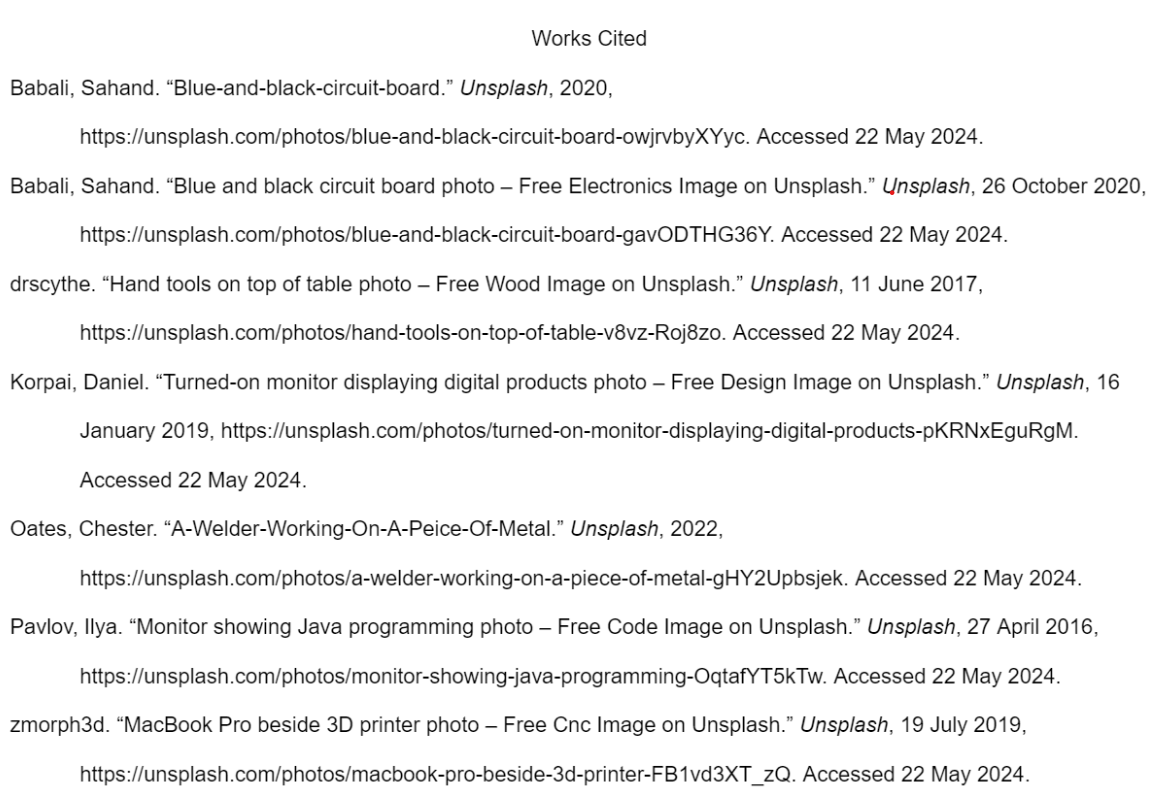 Works Cited
Babali, Sahand. “Blue-and-black-circuit-board.” Unsplash, 2020,
https://unsplash.com/photos/blue-and-black-circuit-board-owjrvbyXYyc. Accessed 22 May 2024.
Babali, Sahand. “Blue and black circuit board photo – Free Electronics Image on Unsplash.” Unsplash, 26 October 2020,
https://unsplash.com/photos/blue-and-black-circuit-board-gavODTHG36Y. Accessed 22 May 2024.
drscythe. “Hand tools on top of table photo – Free Wood Image on Unsplash.” Unsplash, 11 June 2017,
https://unsplash.com/photos/hand-tools-on-top-of-table-v8vz-Roj8zo. Accessed 22 May 2024.
Korpai, Daniel. “Turned-on monitor displaying digital products photo – Free Design Image on Unsplash.” Unsplash, 16
January 2019, https://unsplash.com/photos/turned-on-monitor-displaying-digital-products-pKRNxEguRgM.
Accessed 22 May 2024.
Oates, Chester. “A-Welder-Working-On-A-Peice-Of-Metal.” Unsplash, 2022,
https://unsplash.com/photos/a-welder-working-on-a-piece-of-metal-gHY2Upbsjek. Accessed 22 May 2024.
Pavlov, Ilya. “Monitor showing Java programming photo – Free Code Image on Unsplash.” Unsplash, 27 April 2016,
https://unsplash.com/photos/monitor-showing-java-programming-OqtafYT5kTw. Accessed 22 May 2024.
zmorph3d. “MacBook Pro beside 3D printer photo – Free Cnc Image on Unsplash.” Unsplash, 19 July 2019,
https://unsplash.com/photos/macbook-pro-beside-3d-printer-FB1vd3XT_zQ. Accessed 22 May 2024.